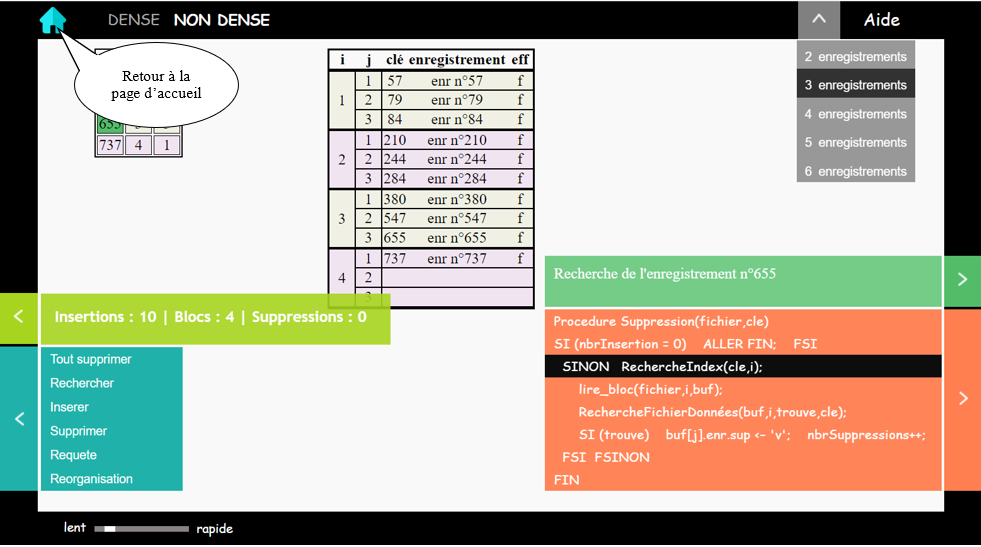 DENSE NON DENSE
^ Aide
Retour à la
page d'accueil
655
737 4 1
i j clé enregistrement eff
1 57 enr n°57 f
1 2 79 enr n°79 f
3 84 enr n°84 f
1 210 enr n°210 f
2 2 244 enr n°244 f
3 284 enr n°284 f
1 380 enr n°380 f
3 2 547 enr n°547 f
3 655 enr n°655 f
1 737 enr n°737 f
4 2
3
2 enregistrements
3 enregistrements
4 enregistrements
5 enregistrements
6 enregistrements
Recherche de l'enregistrement n°655
>
<
Insertions : 10 | Blocs : 4 | Suppressions : 0
<
Tout supprimer
Rechercher
Inserer
Supprimer
Requete
Reorganisation
Procedure Suppression(fichier,cle)
SI (nbrInsertion = 0) ALLER FIN; FSI
SINON RechercheIndex(cle,i);
lire_bloc(fichier,i,buf);
RechercheFichierDonnées(buf,i,trouve,cle);
SI (trouve) buf[j].enr.sup <- 'v'; nbrSuppressions++;
FSI FSINON
FIN
>
lent rapide